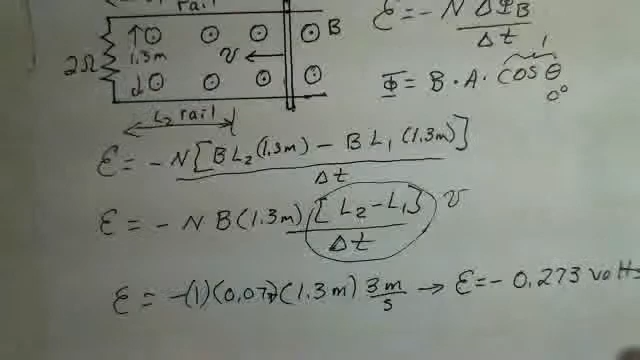 rail
ε = - N ΔΦB
Δt
B
1.3m
v
2Ω
Φ = B · A · cos θ
1
0°
L2 rail
ε = - N [B L2 (1.3m) - B L1 (1.3m)]
Δt
ε = - N B (1.3m) [L2 - L1] v
Δt
ε = -(1)(0.07)(1.3m) 3m → ε = - 0.273 volts
s